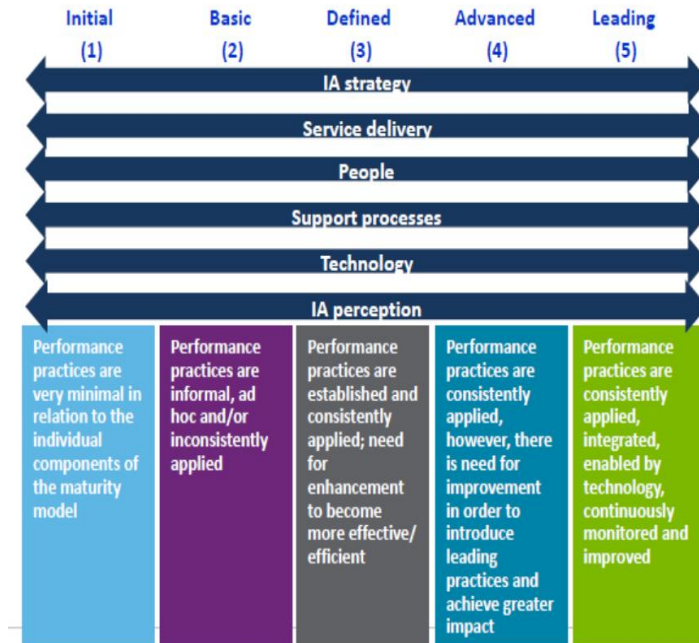 Initial
(1)
Basic
(2)
Defined
(3)
Advanced
(4)
Leading
(5)
IA strategy
Service delivery
People
Support processes
Technology
IA perception
Performance
practices are
very minimal in
relation to the
individual
components of
the maturity
model
Performance
practices are
informal, ad
hoc and/or
inconsistently
applied
Performance
practices are
established and
consistently
applied; need
for
enhancement
to become
more effective/
efficient
Performance
practices are
consistently
applied,
however, there
is need for
improvement
in order to
introduce
leading
practices and
achieve greater
impact
Performance
practices are
consistently
applied,
integrated,
enabled by
technology,
continuously
monitored and
improved